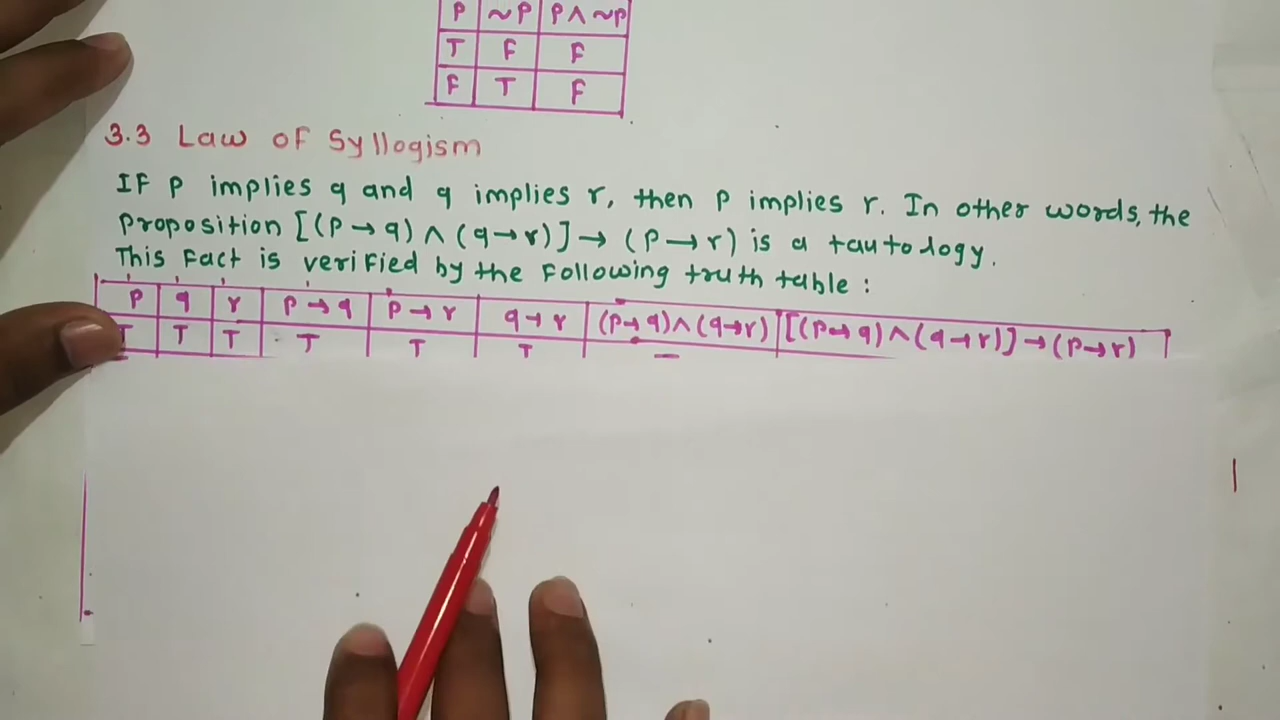 P ~P P∧~P
T F F
F T F
3.3 Law of Syllogism
If p implies q and q implies r, then p implies r. In other words, the
proposition [(p→q)∧(q→r)]→(p→r) is a tautology.
This fact is verified by the following truth table:
p q r p→q p→r q→r (p→q)∧(q→r) [(p→q)∧(q→r)]→(p→r)
T T T T T T